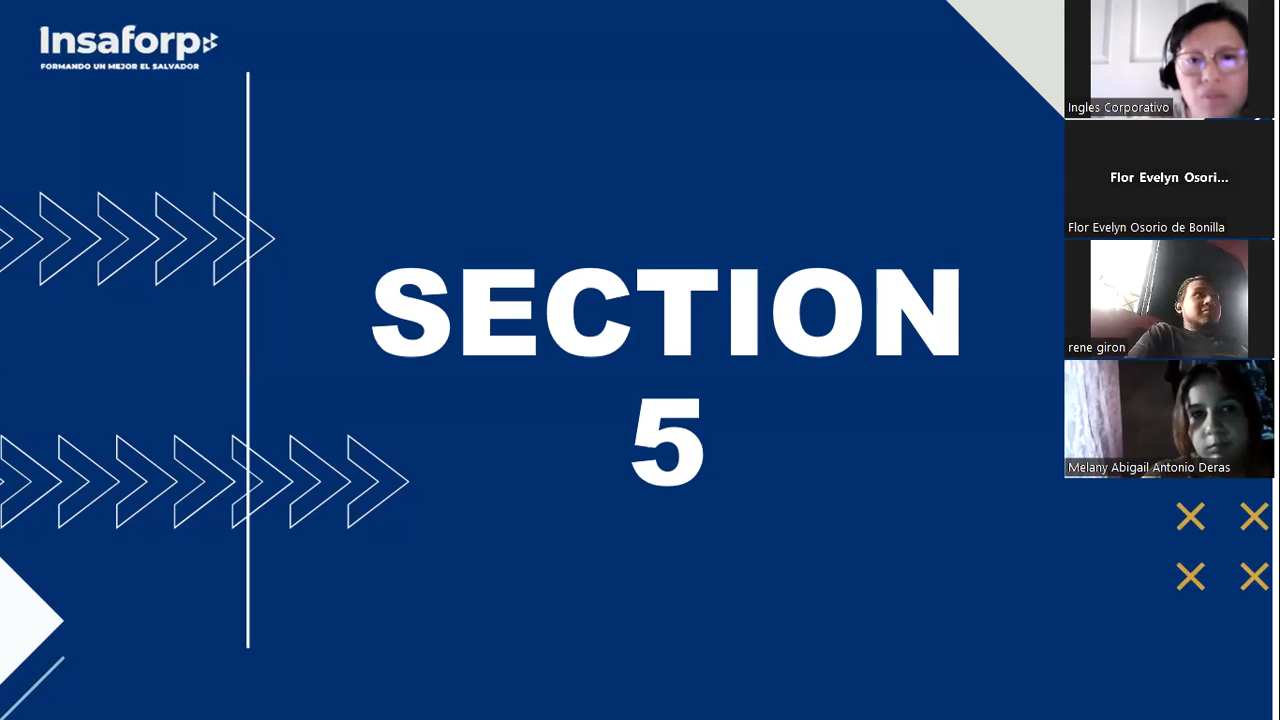 Insaforp
FORMANDO UN MEJOR EL SALVADOR
SECTION
5
Ingles Corporativo
Flor Evelyn Osori...
Flor Evelyn Osorio de Bonilla
rene giron
Melany Abigail Antonio Deras